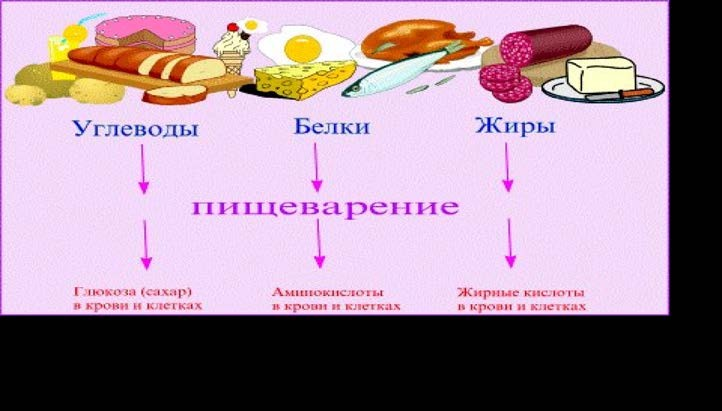 Углеводы
Белки
Жиры
пищеварение
Глюкоза (сахар)
в крови и клетках
Аминокислоты
в крови и клетках
Жирные кислоты
в крови и клетках